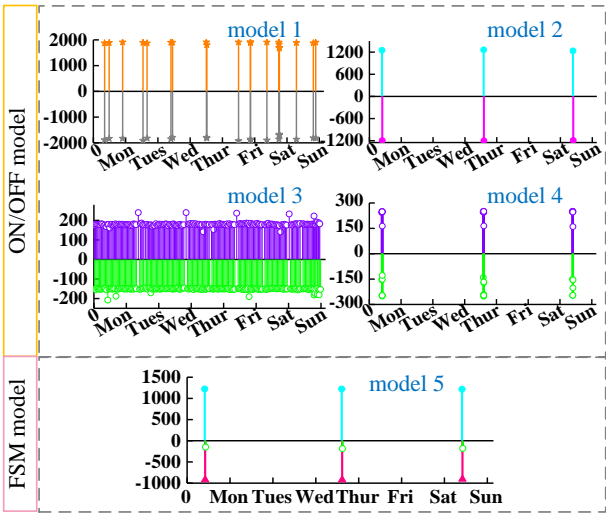 ON/OFF model
model 1
2000
1000
0
-1000
-2000
0 Mon Tues Wed Thur Fri Sat Sun
model 2
1200
600
0
-600
-1200
0 Mon Tues Wed Thur Fri Sat Sun
model 3
200
100
0
-100
-200
0 Mon Tues Wed Thur Fri Sat Sun
model 4
300
150
0
-150
-300
0 Mon Tues Wed Thur Fri Sat Sun
FSM model
model 5
1500
1000
500
0
-500
-1000
Mon Tues Wed Thur Fri Sat Sun